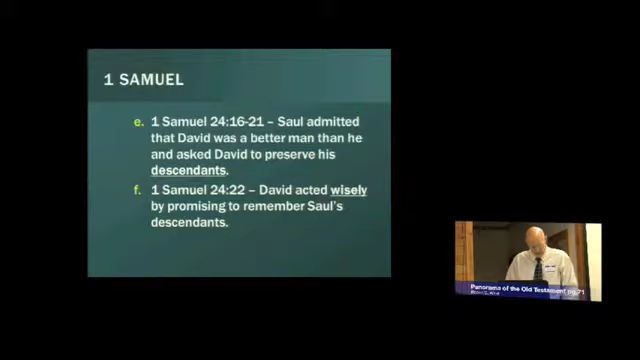 1 SAMUEL
e. 1 Samuel 24:16-21 – Saul admitted
that David was a better man than he
and asked David to preserve his
descendants.
f. 1 Samuel 24:22 – David acted wisely
by promising to remember Saul's
descendants.
Panorama of the Old Testament pg.71